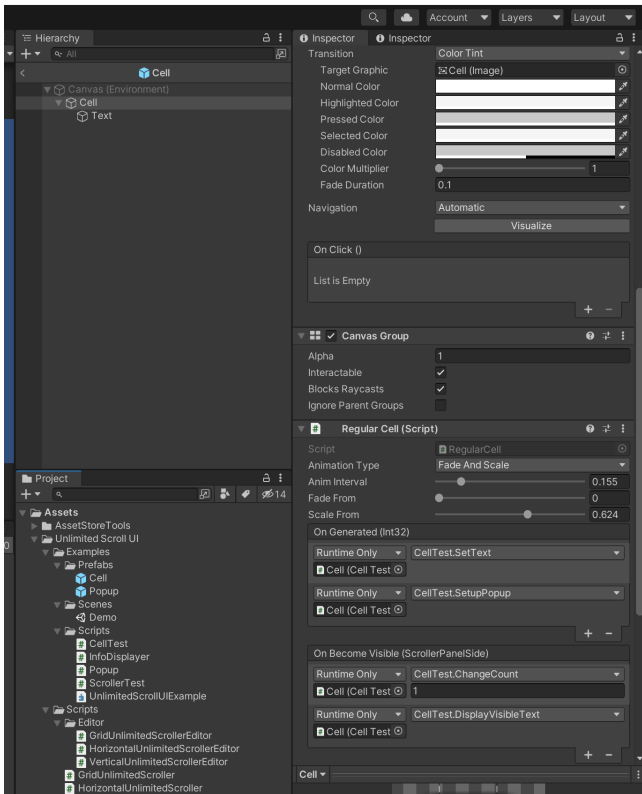 Account
Layers
Layout
Hierarchy
All
Cell
Canvas (Environment)
Cell
Text
Project
14
Assets
AssetStoreTools
Unlimited Scroll UI
Examples
Prefabs
Cell
Popup
Scenes
Demo
Scripts
CellTest
InfoDisplayer
Popup
ScrollerTest
UnlimitedScrollUIExample
Scripts
Editor
GridUnlimitedScrollerEditor
HorizontalUnlimitedScrollerEditor
VerticalUnlimitedScrollerEditor
GridUnlimitedScroller
HorizontalUnlimitedScroller
Inspector
Inspector
Transition Color Tint
Target Graphic Cell (Image)
Normal Color
Highlighted Color
Pressed Color
Selected Color
Disabled Color
Color Multiplier 1
Fade Duration 0.1
Navigation Automatic
Visualize
On Click ()
List is Empty
+ −
Canvas Group
Alpha 1
Interactable
Blocks Raycasts
Ignore Parent Groups
# Regular Cell (Script)
Script RegularCell
Animation Type Fade And Scale
Anim Interval 0.155
Fade From 0
Scale From 0.624
On Generated (Int32)
Runtime Only CellTest.SetText
Cell (Cell Test
Runtime Only CellTest.SetupPopup
Cell (Cell Test
+ −
On Become Visible (ScrollerPanelSide)
Runtime Only CellTest.ChangeCount
Cell (Cell Test 1
Runtime Only CellTest.DisplayVisibleText
Cell (Cell Test
+ −
Cell